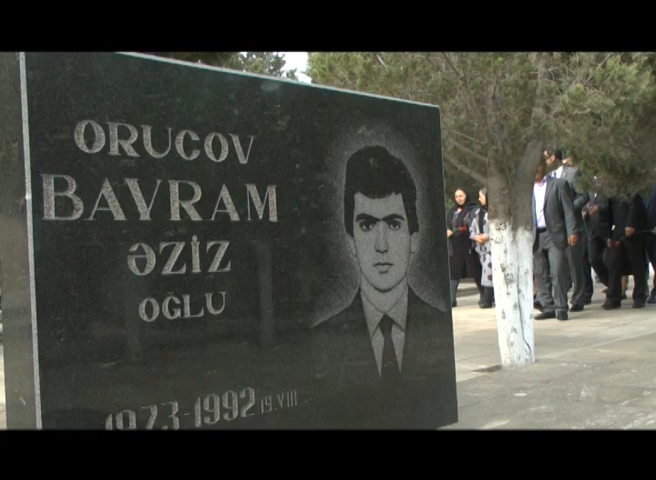 ORUCOV
BAYRAM
ƏZİZ
OĞLU
1973-1992 19.VIII